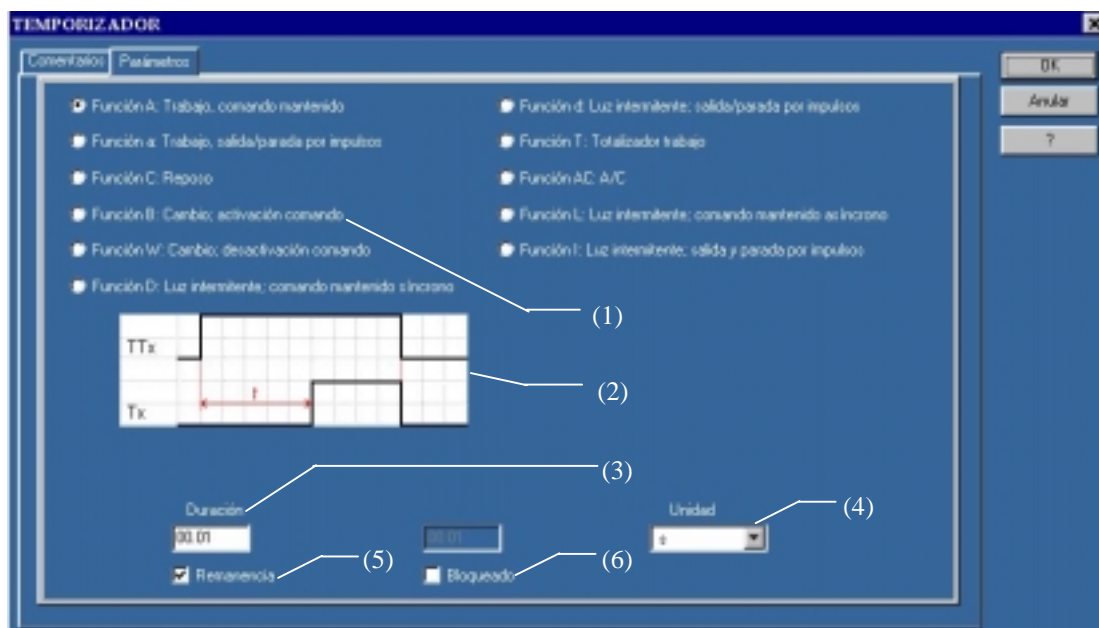 TEMPORIZADOR
Comentarios Parámetros
OK
Anular
?
Función A: Trabajo, comando mantenido
Función a: Trabajo, salida/parada por impulsos
Función C: Reposo
Función B: Cambio; activación comando
Función W: Cambio; desactivación comando
Función D: Luz intermitente; comando mantenido síncrono
Función d: Luz intermitente; salida/parada por impulsos
Función T: Totalizador trabajo
Función AC: A/C
Función L: Luz intermitente; comando mantenido asíncrono
Función l: Luz intermitente; salida y parada por impulsos
(1)
TTx
(2)
t
Tx
(3)
Duración
Unidad
(4)
00.01
00.01
s
(5)
(6)
Remanencia
Bloqueado